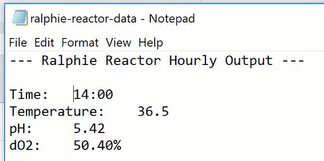 ralphie-reactor-data - Notepad
File Edit Format View Help
--- Ralphie Reactor Hourly Output ---
Time: 14:00
Temperature: 36.5
pH: 5.42
dO2: 50.40%